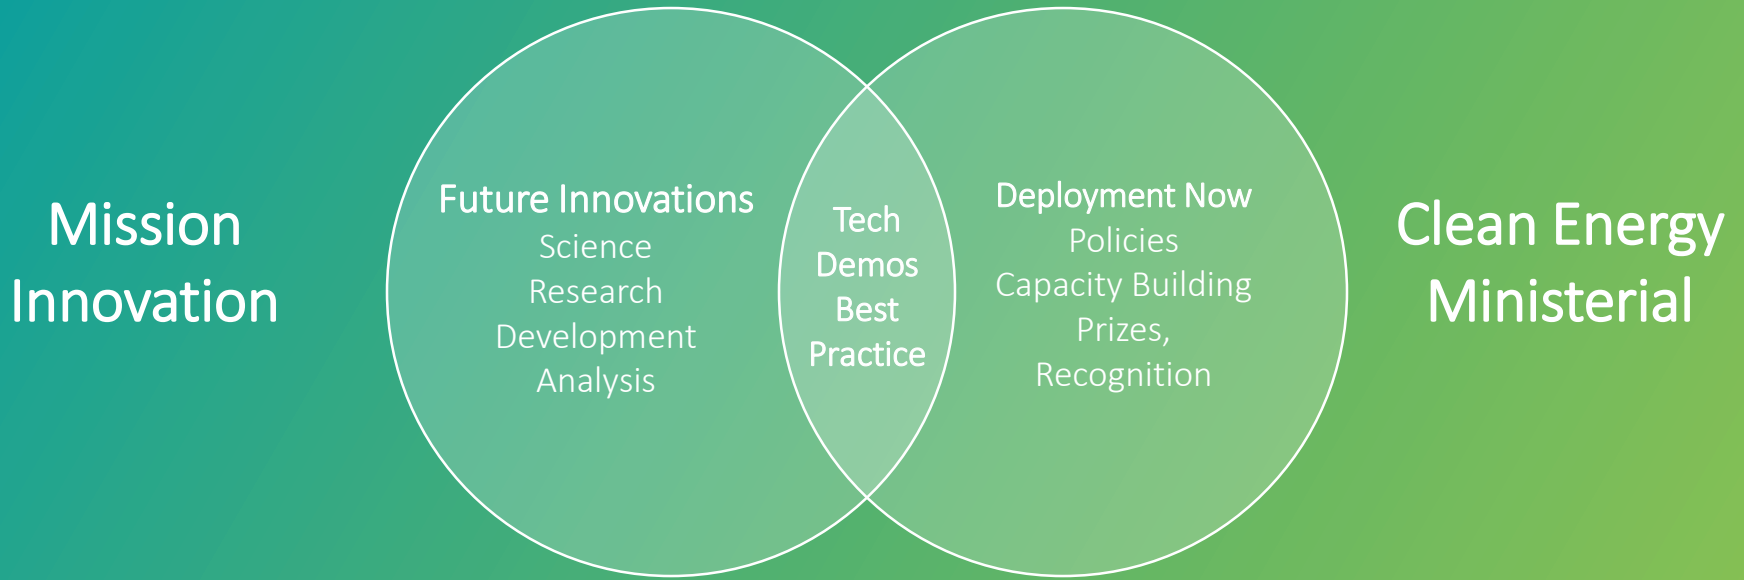 Mission
Innovation
Future Innovations
Science
Research
Development
Analysis
Tech
Demos
Best
Practice
Deployment Now
Policies
Capacity Building
Prizes,
Recognition
Clean Energy
Ministerial